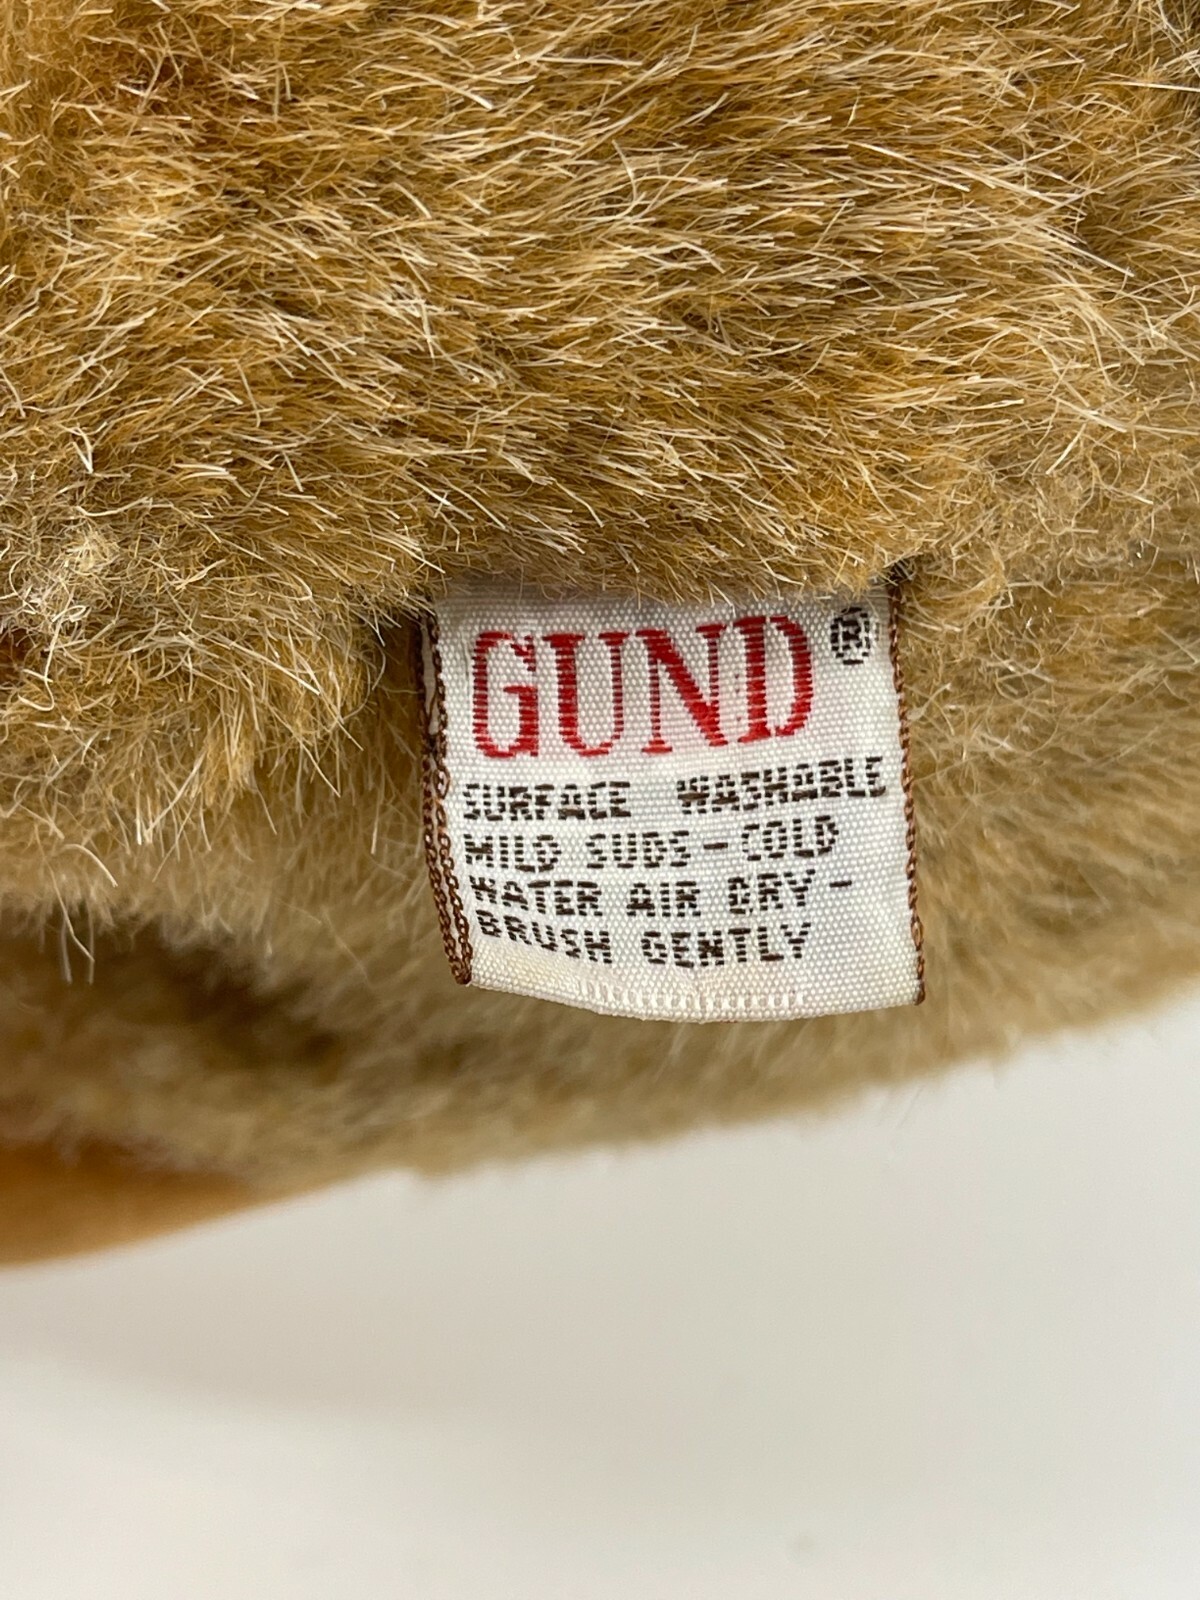 GUND ®
SURFACE WASHABLE
MILD SUDS-COLD
WATER AIR DRY-
BRUSH GENTLY